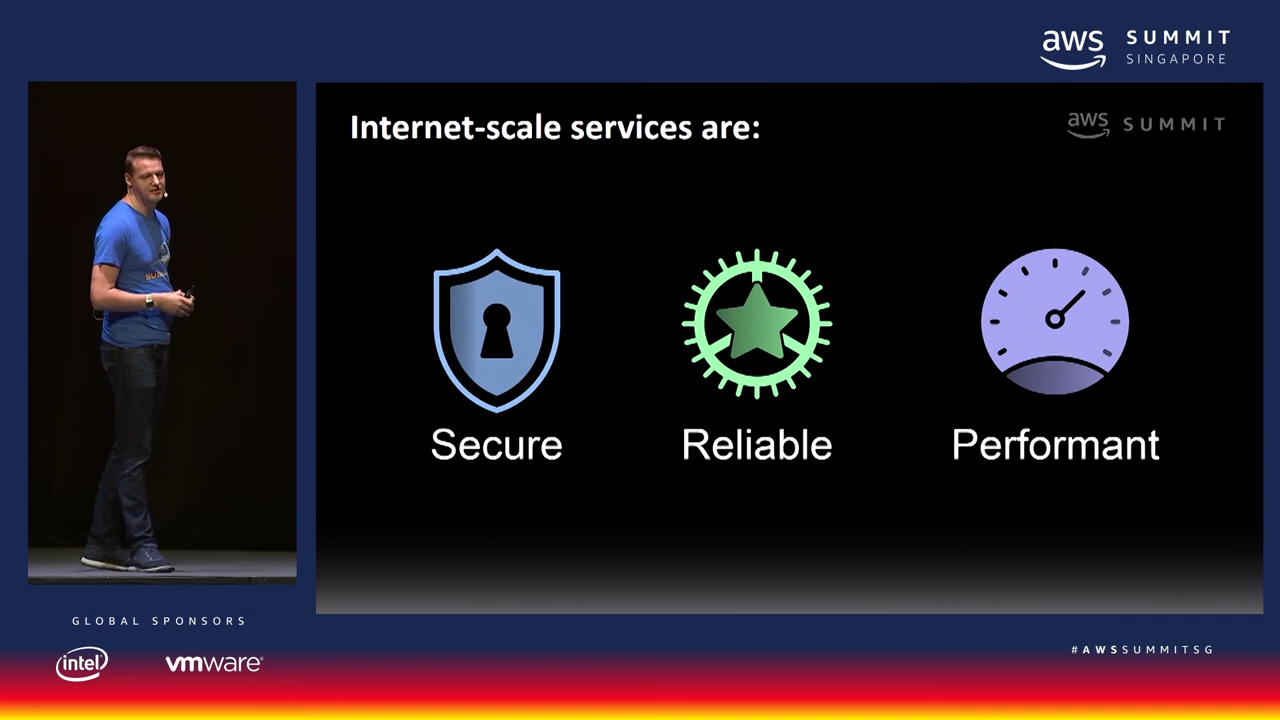 aws SUMMIT
SINGAPORE
Internet-scale services are:
aws SUMMIT
Secure
Reliable
Performant
GLOBAL SPONSORS
intel
vmware®
#AWSSUMMITSG